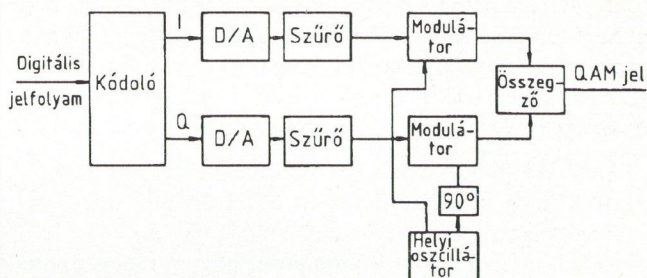 I
D/A
Szűrő
Modulá-
tor
Digitális
jelfolyam
Kódoló
Összeg-
ző
QAM jel
Q
D/A
Szűrő
Modulá-
tor
90°
Helyi
oszcillá-
tor